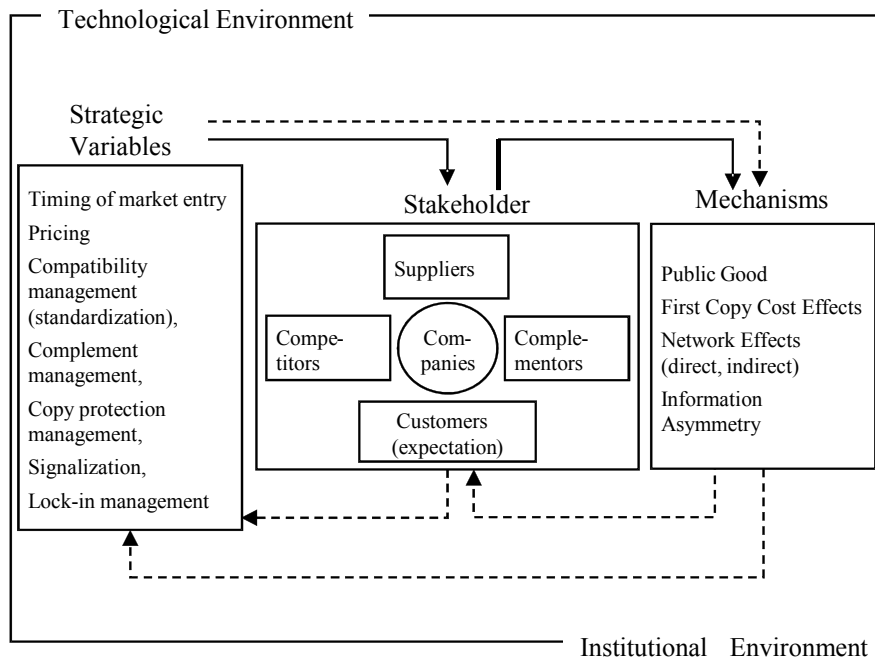 Technological Environment
Strategic
Variables
Timing of market entry
Pricing
Compatibility
management
(standardization),
Complement
management,
Copy protection
management,
Signalization,
Lock-in management
Stakeholder
Suppliers
Compe-
titors
Com-
panies
Comple-
mentors
Customers
(expectation)
Mechanisms
Public Good
First Copy Cost Effects
Network Effects
(direct, indirect)
Information
Asymmetry
Institutional Environment